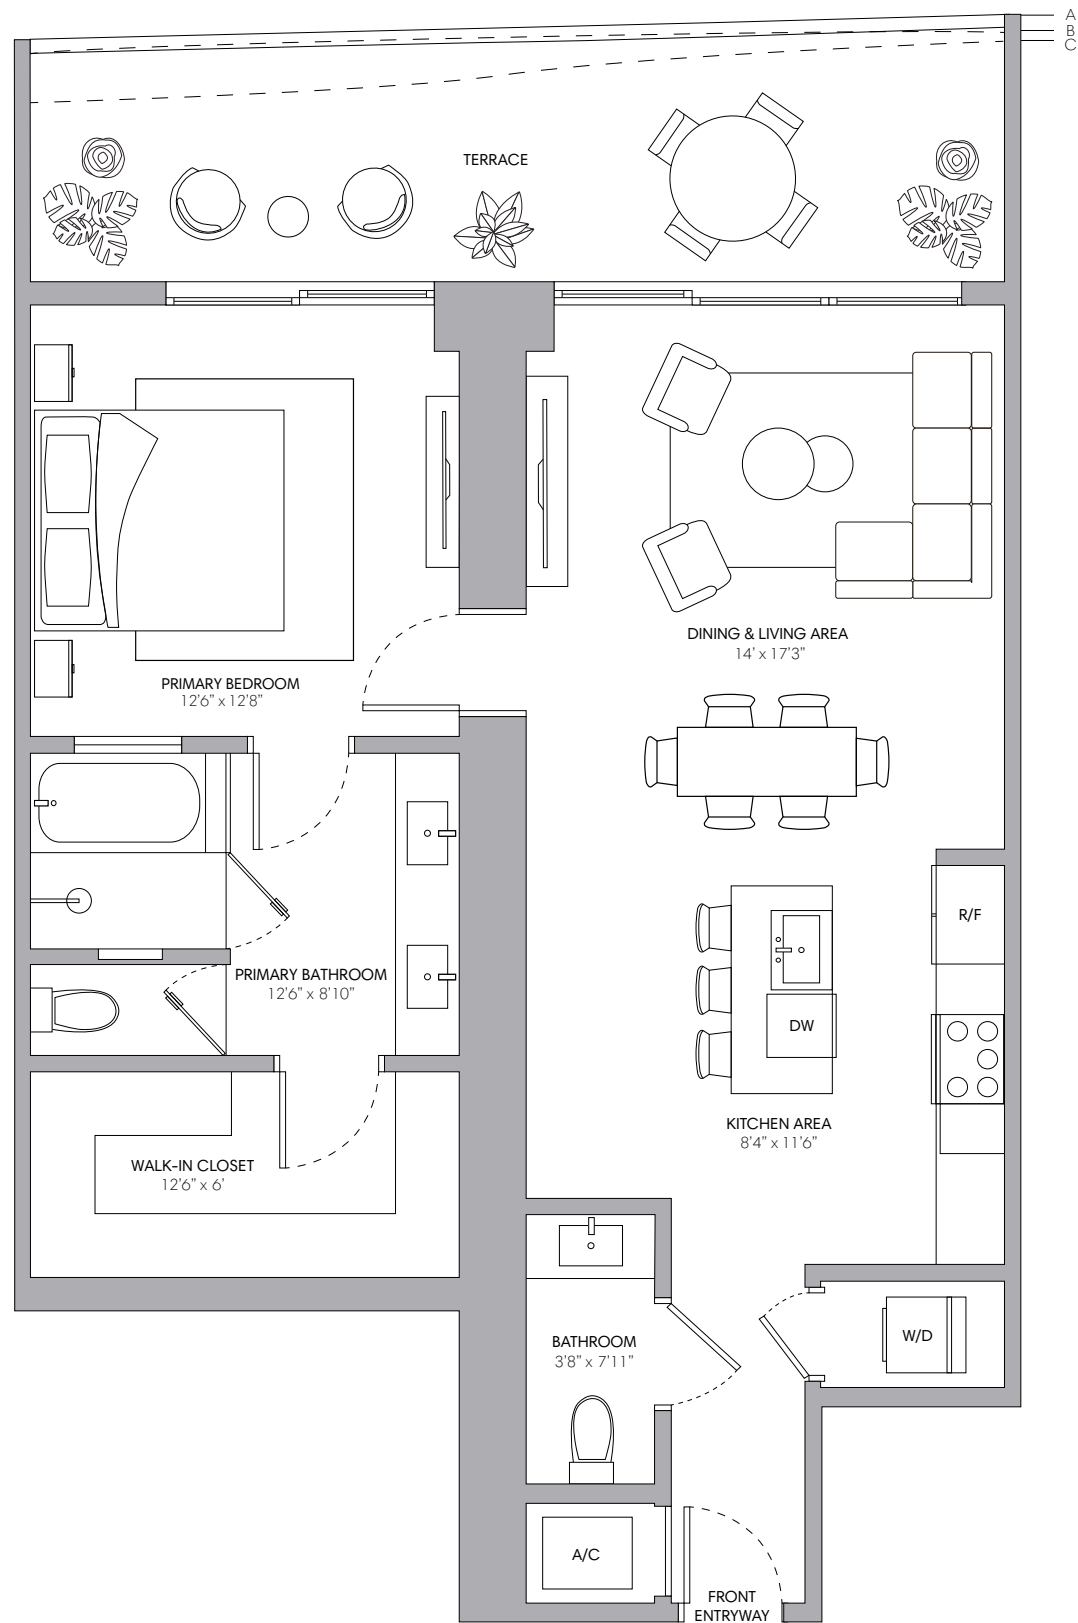 A
B
C
TERRACE
DINING & LIVING AREA
14' x 17'3"
PRIMARY BEDROOM
12'6" x 12'8"
R/F
PRIMARY BATHROOM
12'6" x 8'10"
DW
KITCHEN AREA
8'4" x 11'6"
WALK-IN CLOSET
12'6" x 6'
W/D
BATHROOM
3'8" x 7'11"
A/C
FRONT
ENTRYWAY